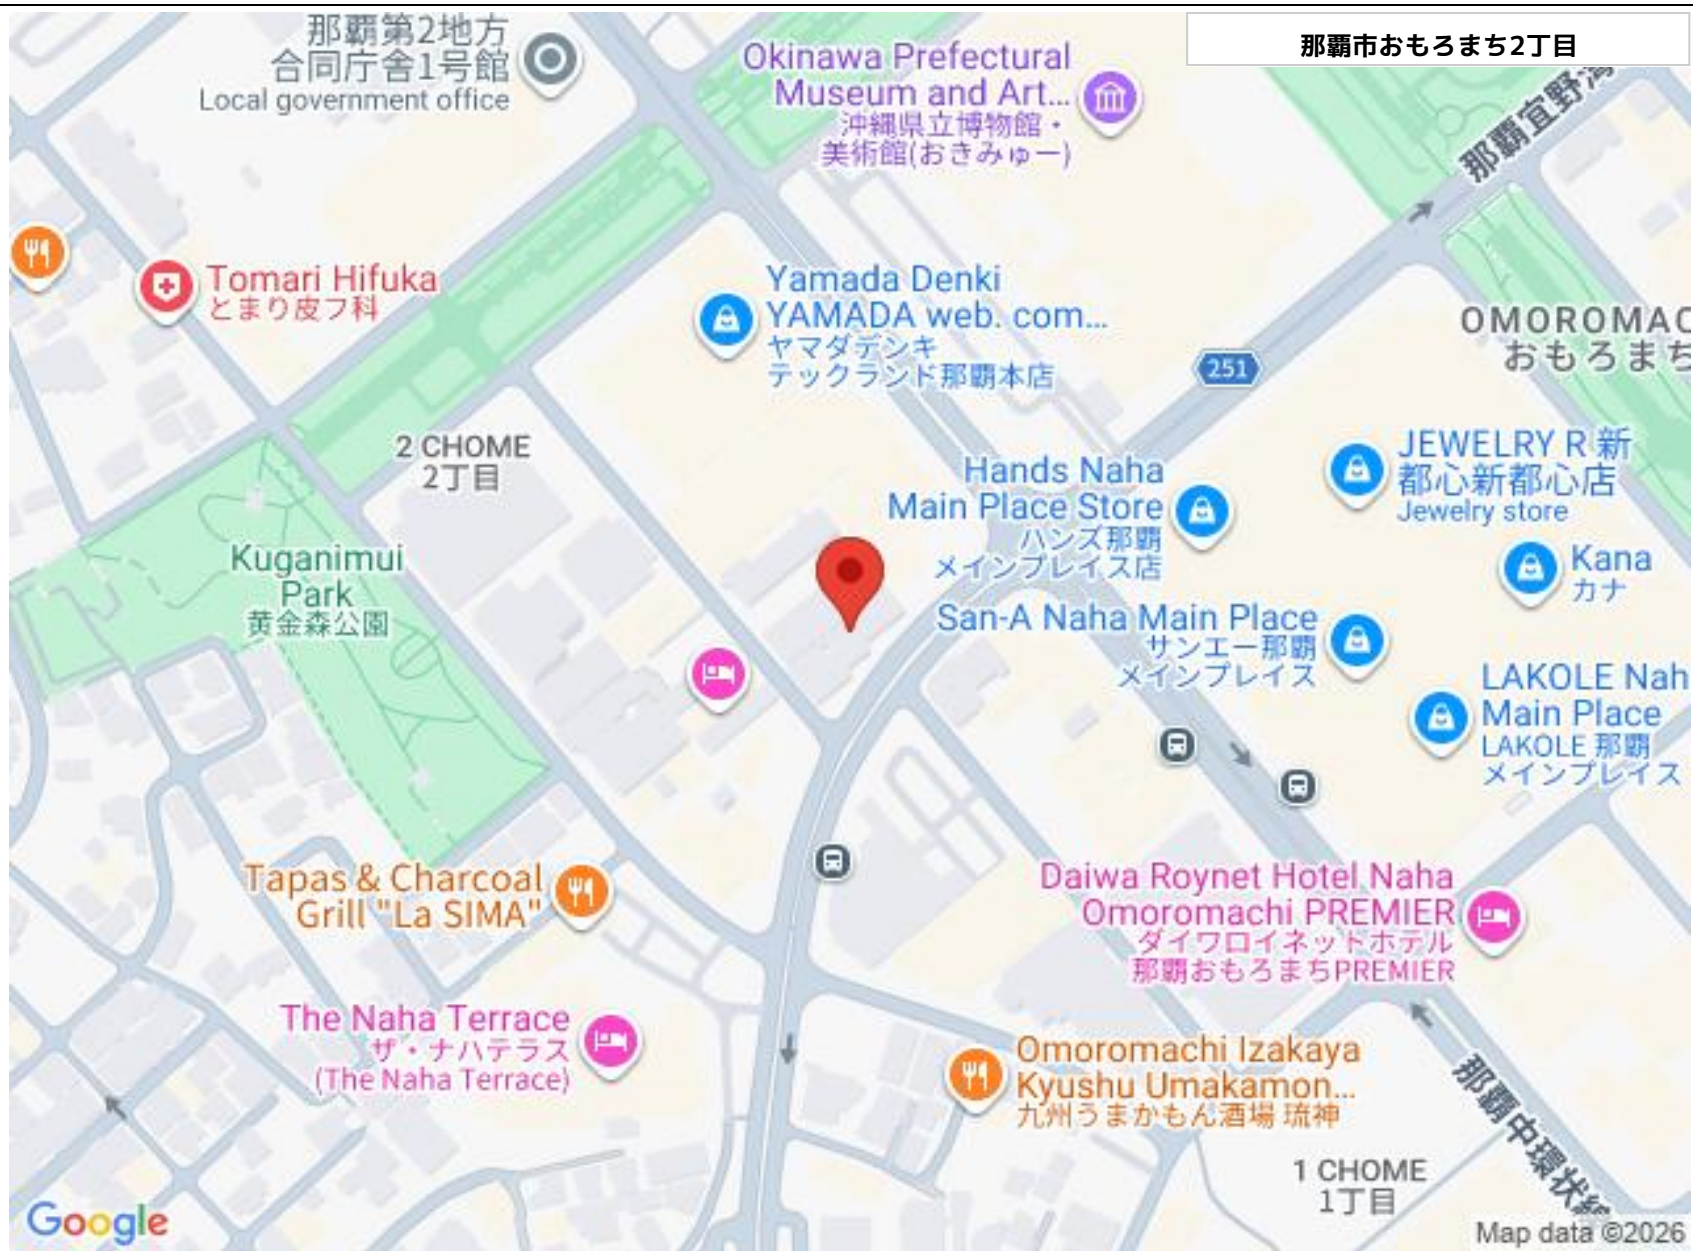 那覇市おもろまち2丁目
那覇第2地方
合同庁舎1号館
Local government office
Okinawa Prefectural
Museum and Art...
沖縄県立博物館・
美術館(おきみゅー)
那覇宜野湾
Tomari Hifuka
とまり皮フ科
Yamada Denki
YAMADA web. com...
ヤマダデンキ
テックランド那覇本店
251
OMOROMAC
おもろまち
2 CHOME
2丁目
JEWELRY R 新
都心新都心店
Jewelry store
Hands Naha
Main Place Store
ハンズ那覇
メインプレイス店
Kana
カナ
Kuganimui
Park
黄金森公園
San-A Naha Main Place
サンエー那覇
メインプレイス
LAKOLE Nah
Main Place
LAKOLE 那覇
メインプレイス
Tapas & Charcoal
Grill "La SIMA"
Daiwa Roynet Hotel Naha
Omoromachi PREMIER
ダイワロイネットホテル
那覇おもろまちPREMIER
The Naha Terrace
ザ・ナハテラス
(The Naha Terrace)
Omoromachi Izakaya
Kyushu Umakamon...
九州うまかもん酒場 琉神
那覇中環状線
1 CHOME
1丁目
Google
Map data ©2026